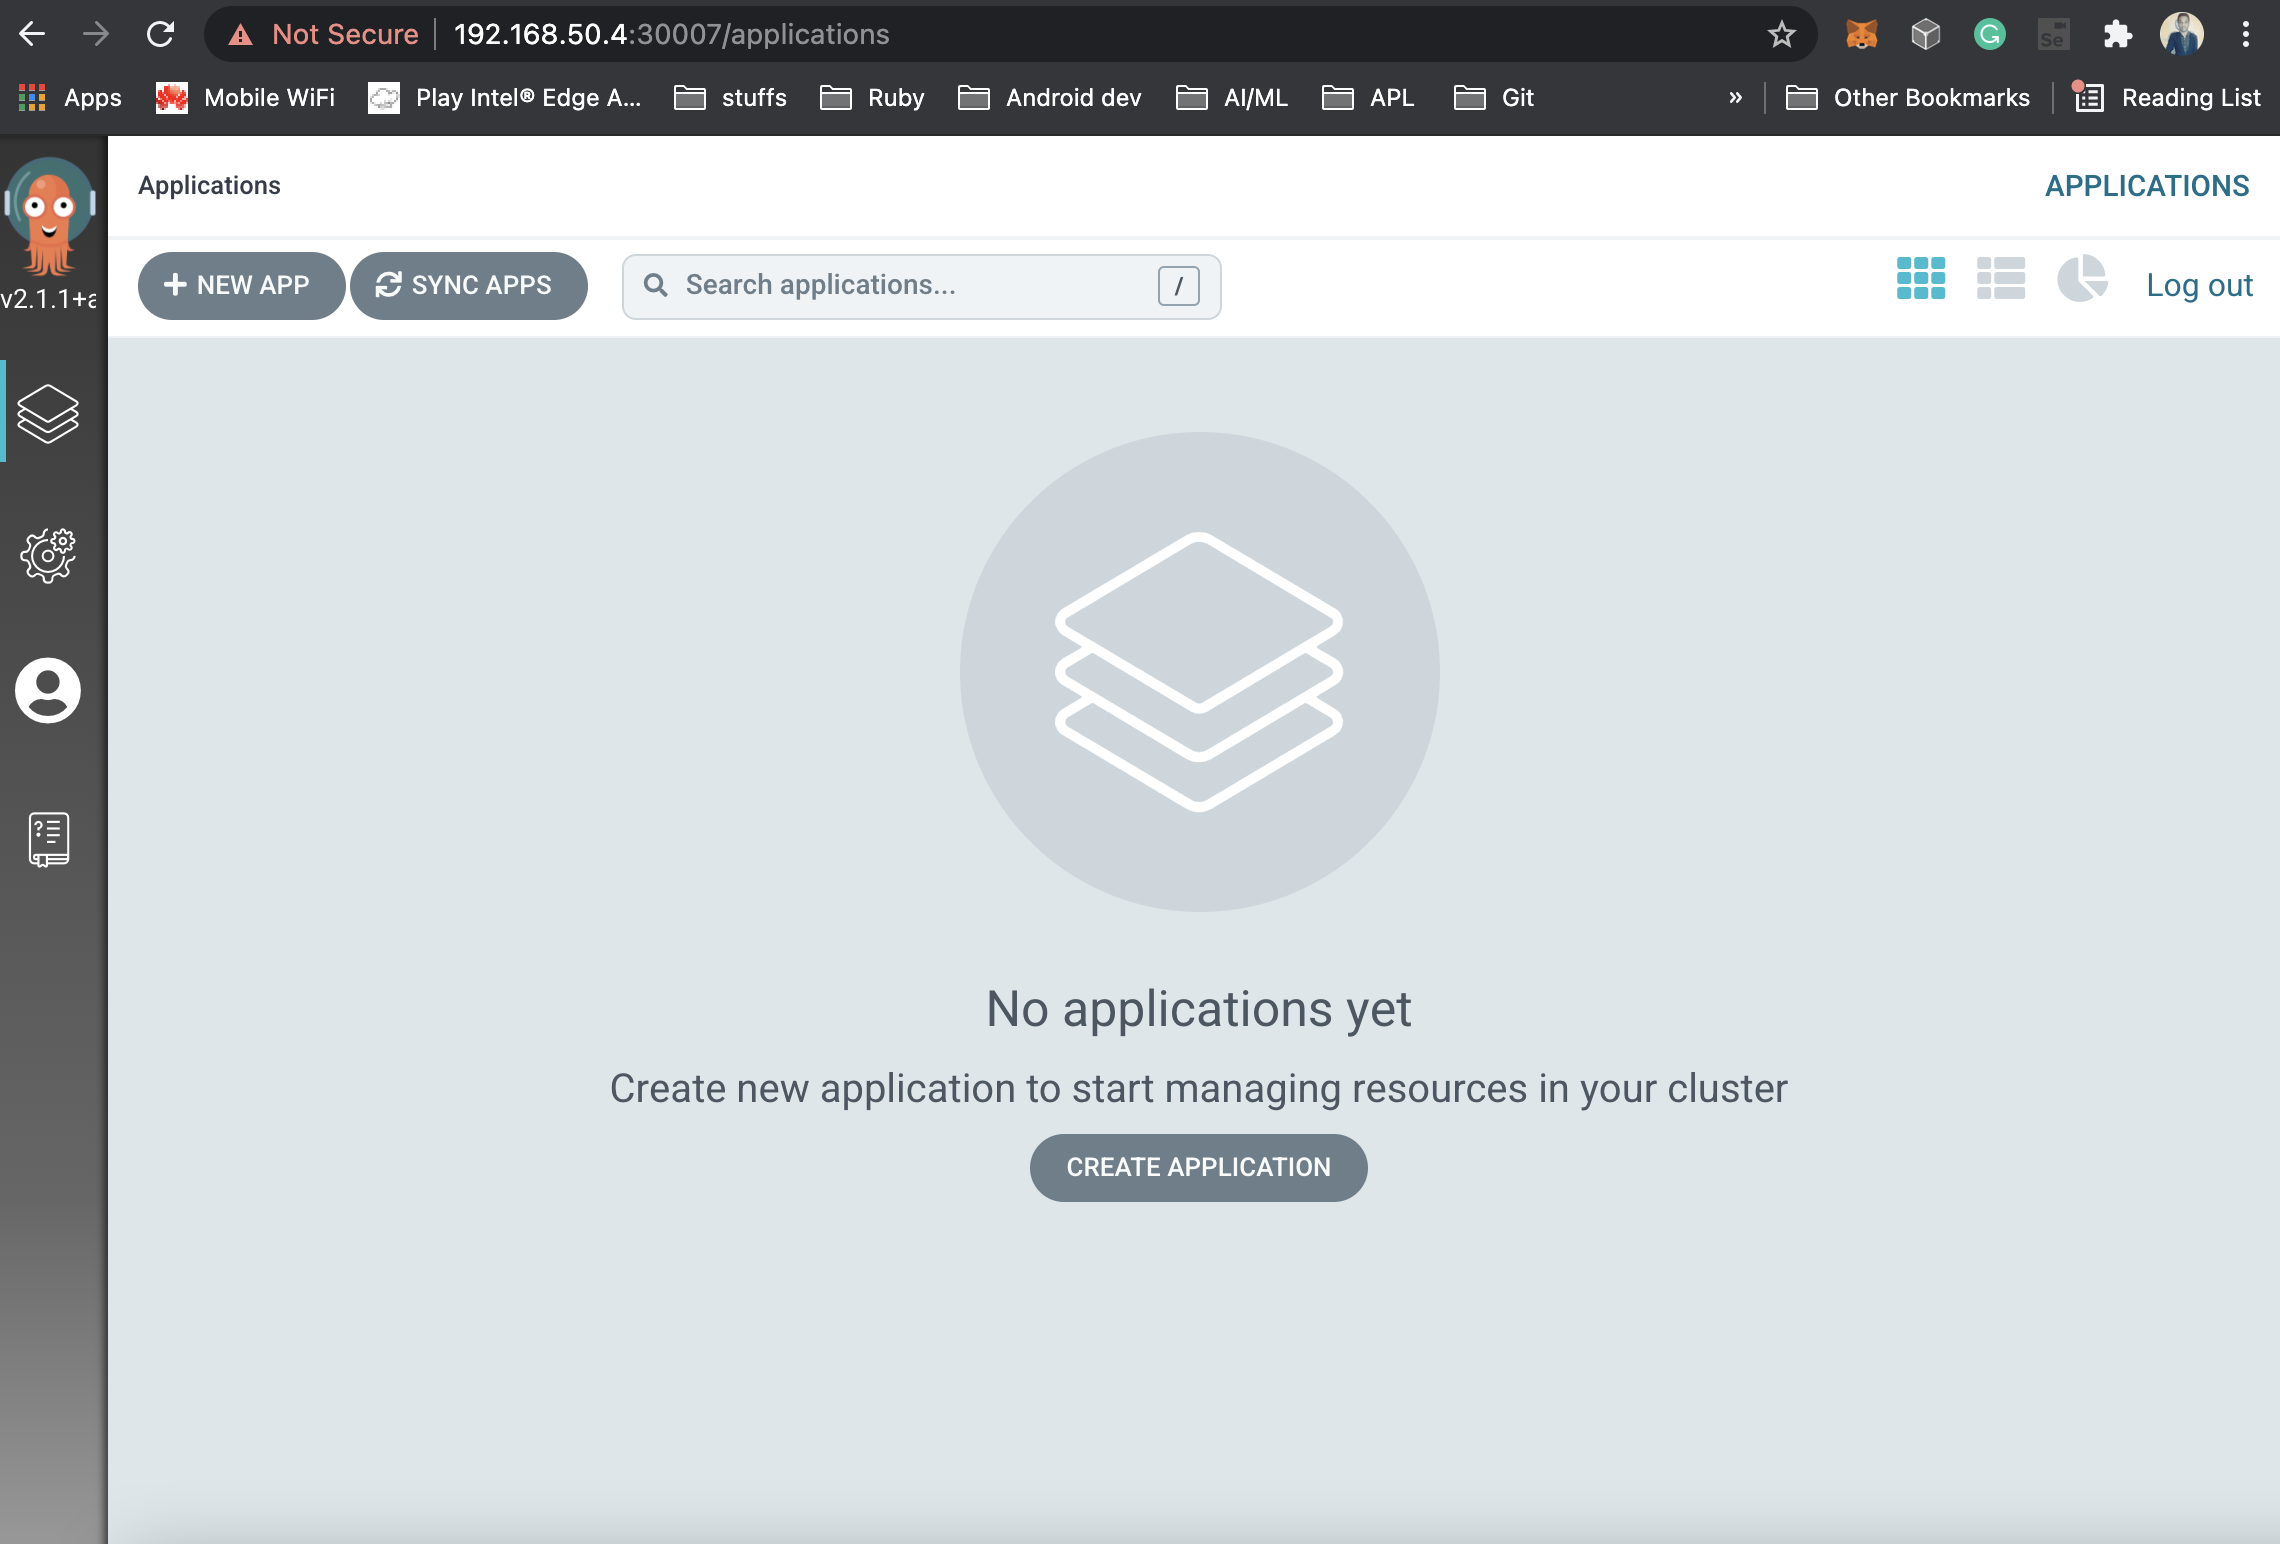 Not Secure 192.168.50.4:30007/applications
Apps Mobile WiFi Play Intel® Edge A... stuffs Ruby Android dev AI/ML APL Git » Other Bookmarks Reading List
Applications APPLICATIONS
v2.1.1+a
NEW APP SYNC APPS Search applications... / Log out
No applications yet
Create new application to start managing resources in your cluster
CREATE APPLICATION